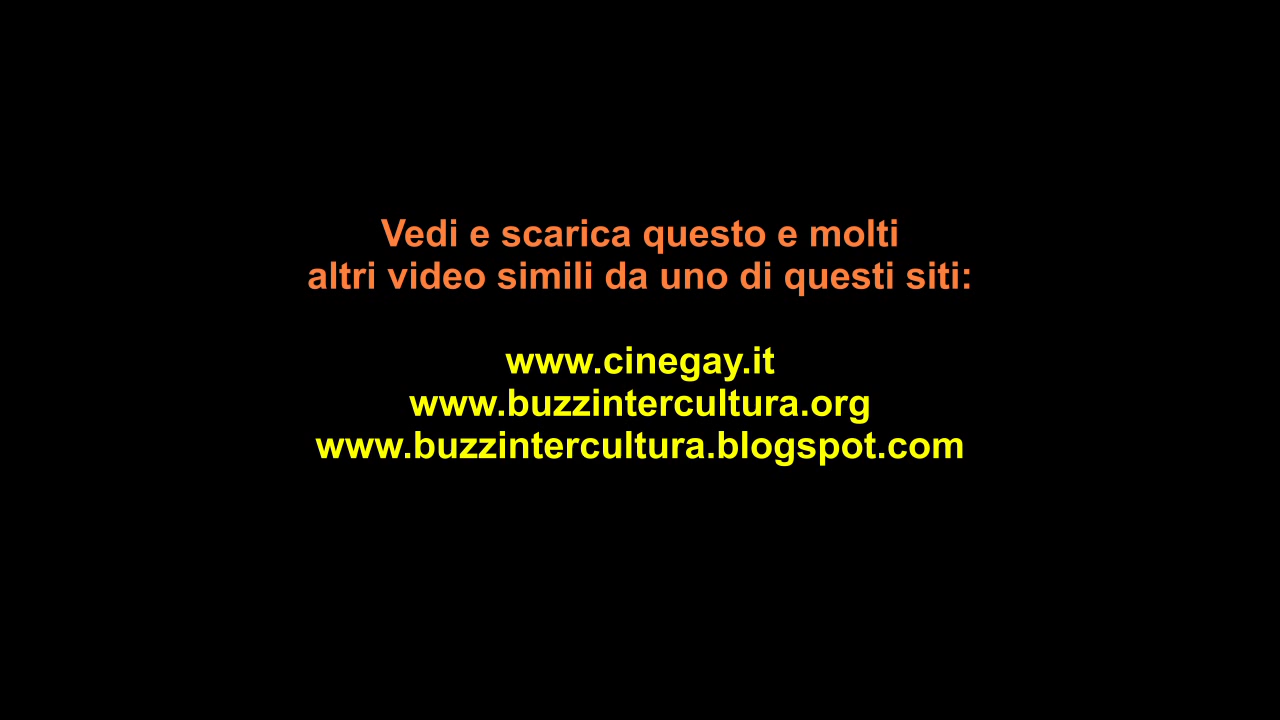 Vedi e scarica questo e molti
altri video simili da uno di questi siti:
www.cinegay.it
www.buzzintercultura.org
www.buzzintercultura.blogspot.com